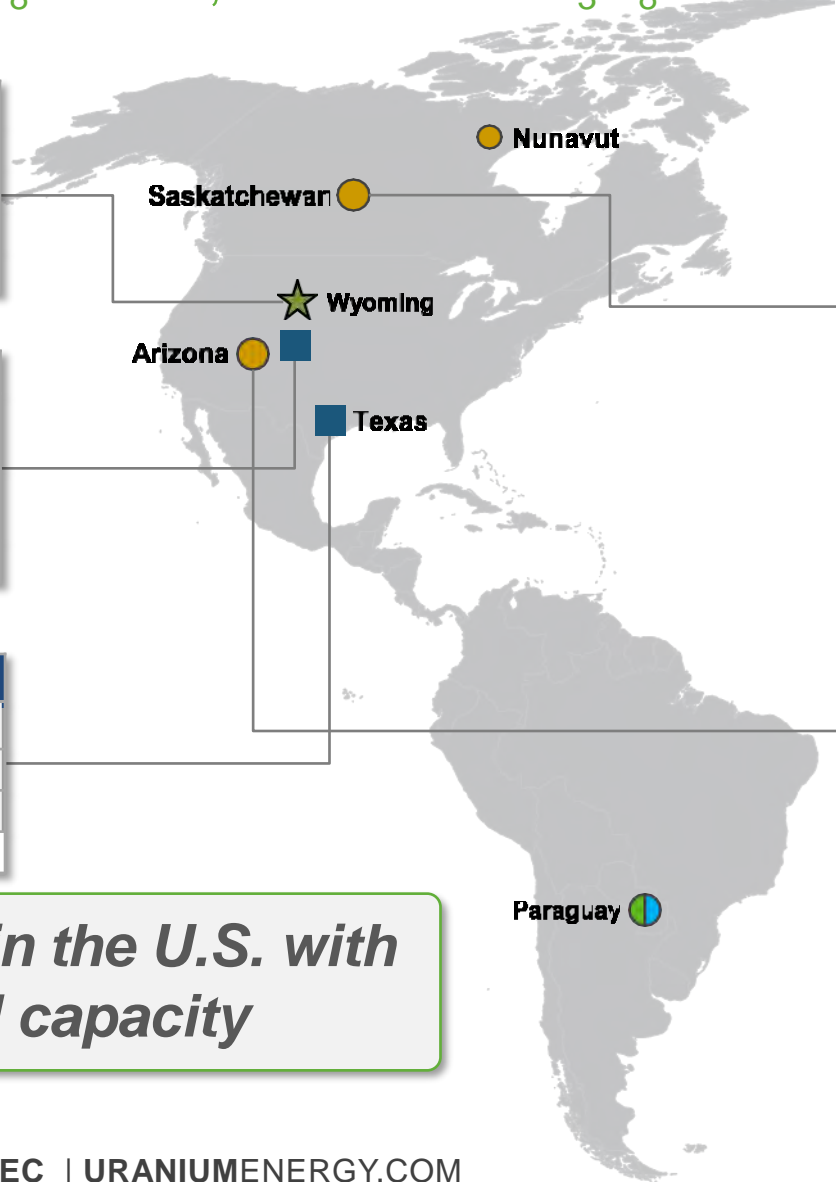 Nunavut
Saskatchewan
Wyoming
Arizona
Texas
Paraguay
in the U.S. with
capacity
EC | URANIUMENERGY.COM